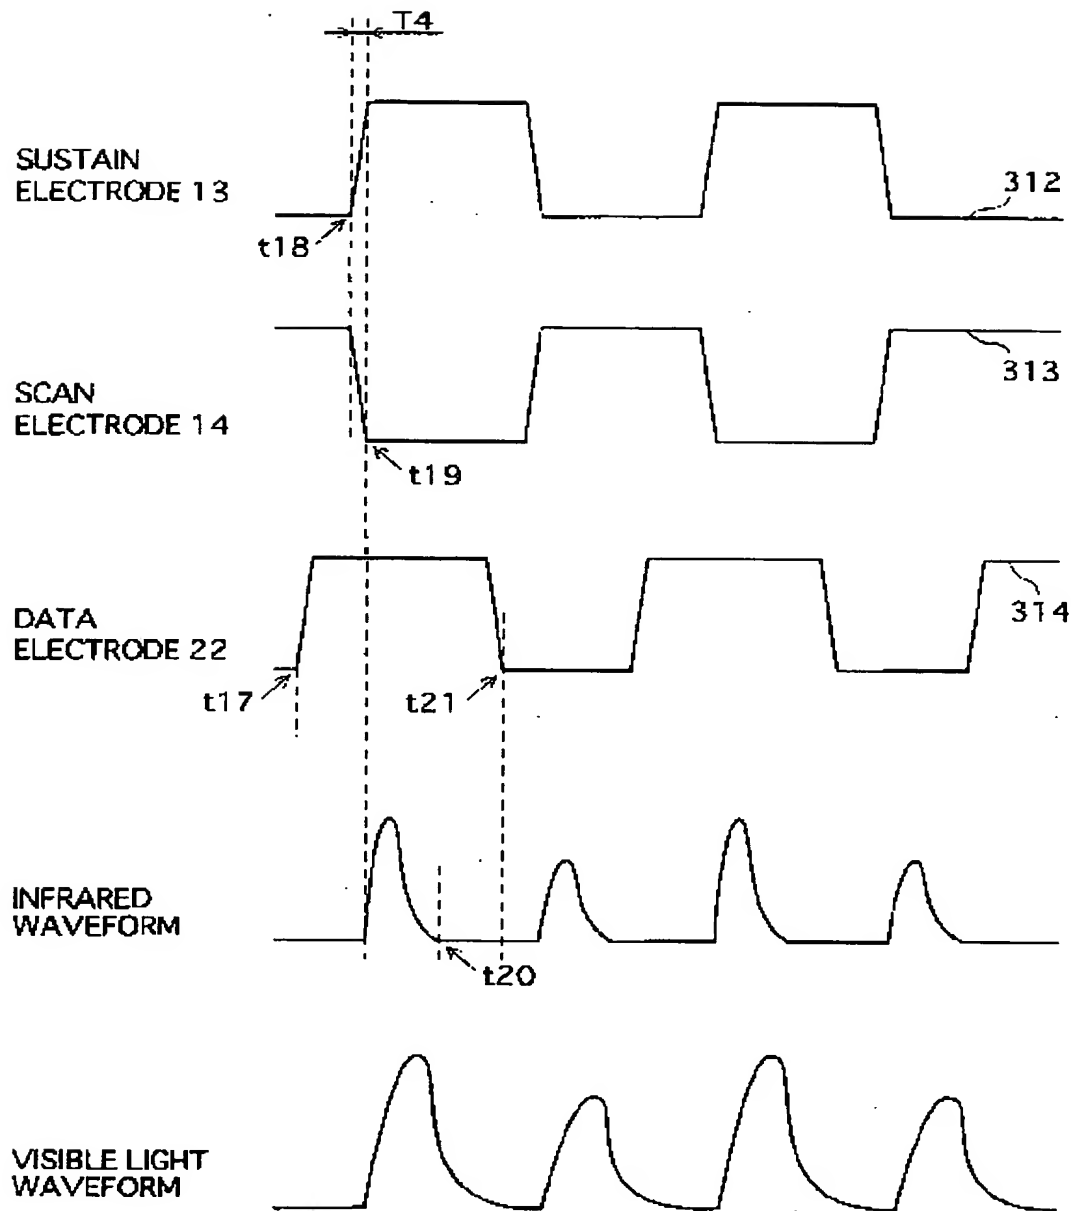 T4
SUSTAIN
ELECTRODE 13
312
t18
313
SCAN
ELECTRODE 14
t19
314
DATA
ELECTRODE 22
t17
t21
INFRARED
WAVEFORM
t20
VISIBLE LIGHT
WAVEFORM